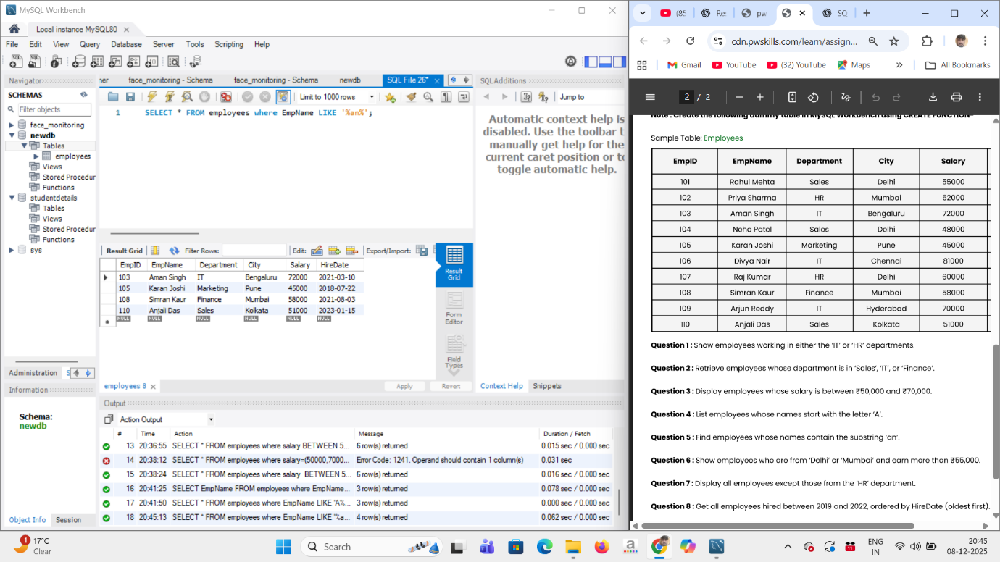 MySQL Workbench
Local instance MySQL80
File Edit View Query Database Server Tools Scripting Help
Navigator
SCHEMAS
Filter objects
face_monitoring
newdb
Tables
employees
Views
Stored Procedur
Functions
studentdetails
Tables
Views
Stored Procedur
Functions
sys
Administration S
Information
Schema:
newdb
Object Info Session
ner face_monitoring - Schema face_monitoring - Schema newdb SQL File 26*
Limit to 1000 rows
1 SELECT * FROM employees where EmpName LIKE '%an%';
Result Grid Filter Rows: Edit: Export/Import:
EmpID EmpName Department City Salary HireDate
103 Aman Singh IT Bengaluru 72000 2021-03-10
105 Karan Joshi Marketing Pune 45000 2018-07-22
108 Simran Kaur Finance Mumbai 58000 2021-08-03
110 Anjali Das Sales Kolkata 51000 2023-01-15
NULL NULL NULL NULL NULL NULL
Result Grid
Form Editor
Field Types
employees 8 Apply Revert
SQLAdditions
Jump to
Automatic context help is
disabled. Use the toolbar t
manually get help for the
current caret position or to
toggle automatic help.
Context Help Snippets
Output
Action Output
# Time Action Message Duration / Fetch
13 20:36:55 SELECT * FROM employees where salary BETWEEN 5... 6 row(s) returned 0.015 sec / 0.000 sec
14 20:38:12 SELECT * FROM employees where salary=(50000,7000... Error Code: 1241. Operand should contain 1 column(s) 0.031 sec
15 20:38:24 SELECT * FROM employees where salary BETWEEN 5... 6 row(s) returned 0.016 sec / 0.000 sec
16 20:41:25 SELECT EmpName FROM employees where EmpName... 3 row(s) returned 0.078 sec / 0.000 sec
17 20:41:50 SELECT * FROM employees where EmpName LIKE 'A%... 3 row(s) returned 0.000 sec / 0.000 sec
18 20:45:13 SELECT * FROM employees where EmpName LIKE '%a... 4 row(s) returned 0.062 sec / 0.000 sec
(85 Re: pw SQ
cdn.pwskills.com/learn/assign...
Gmail YouTube (32) YouTube Maps » All Bookmarks
2 / 2
Note : Create the following dummy table in MySQL Workbench using CREATE FUNCTION
Sample Table: Employees
EmpID EmpName Department City Salary
101 Rahul Mehta Sales Delhi 55000
102 Priya Sharma HR Mumbai 62000
103 Aman Singh IT Bengaluru 72000
104 Neha Patel Sales Delhi 48000
105 Karan Joshi Marketing Pune 45000
106 Divya Nair IT Chennai 81000
107 Raj Kumar HR Delhi 60000
108 Simran Kaur Finance Mumbai 58000
109 Arjun Reddy IT Hyderabad 70000
110 Anjali Das Sales Kolkata 51000
Question 1 : Show employees working in either the 'IT' or 'HR' departments.
Question 2 : Retrieve employees whose department is in 'Sales', 'IT', or 'Finance'.
Question 3 : Display employees whose salary is between ₹50,000 and ₹70,000.
Question 4 : List employees whose names start with the letter 'A'.
Question 5 : Find employees whose names contain the substring 'an'.
Question 6 : Show employees who are from 'Delhi' or 'Mumbai' and earn more than ₹55,000.
Question 7 : Display all employees except those from the 'HR' department.
Question 8 : Get all employees hired between 2019 and 2022, ordered by HireDate (oldest first).
1
17°C
Clear
Search
ENG
IN
20:45
08-12-2025